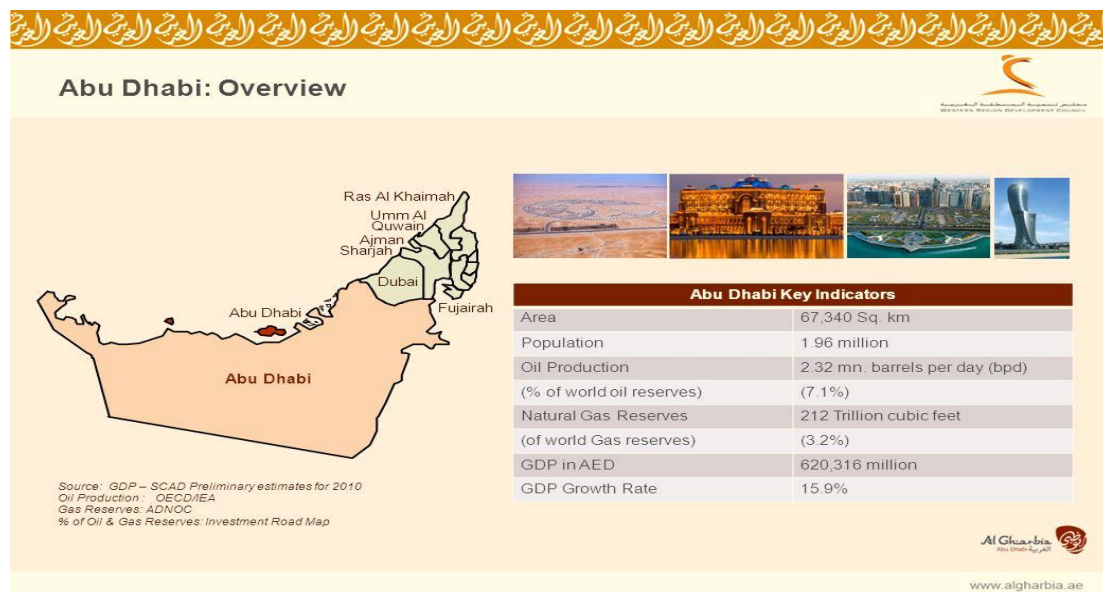 Abu Dhabi: Overview
WESTERN REGION DEVELOPMENT COUNCIL
Ras Al Khaimah
Umm Al
Quwain
Ajman
Sharjah
Dubai
Fujairah
Abu Dhabi
Abu Dhabi
Source: GDP – SCAD Preliminary estimates for 2010
Oil Production : OECD/IEA
Gas Reserves: ADNOC
% of Oil & Gas Reserves: Investment Road Map
Abu Dhabi Key Indicators
Area 67,340 Sq. km
Population 1.96 million
Oil Production 2.32 mn. barrels per day (bpd)
(% of world oil reserves) (7.1%)
Natural Gas Reserves 212 Trillion cubic feet
(of world Gas reserves) (3.2%)
GDP in AED 620,316 million
GDP Growth Rate 15.9%
Al Gharbia
Abu Dhabi الغربية
www.algharbia.ae